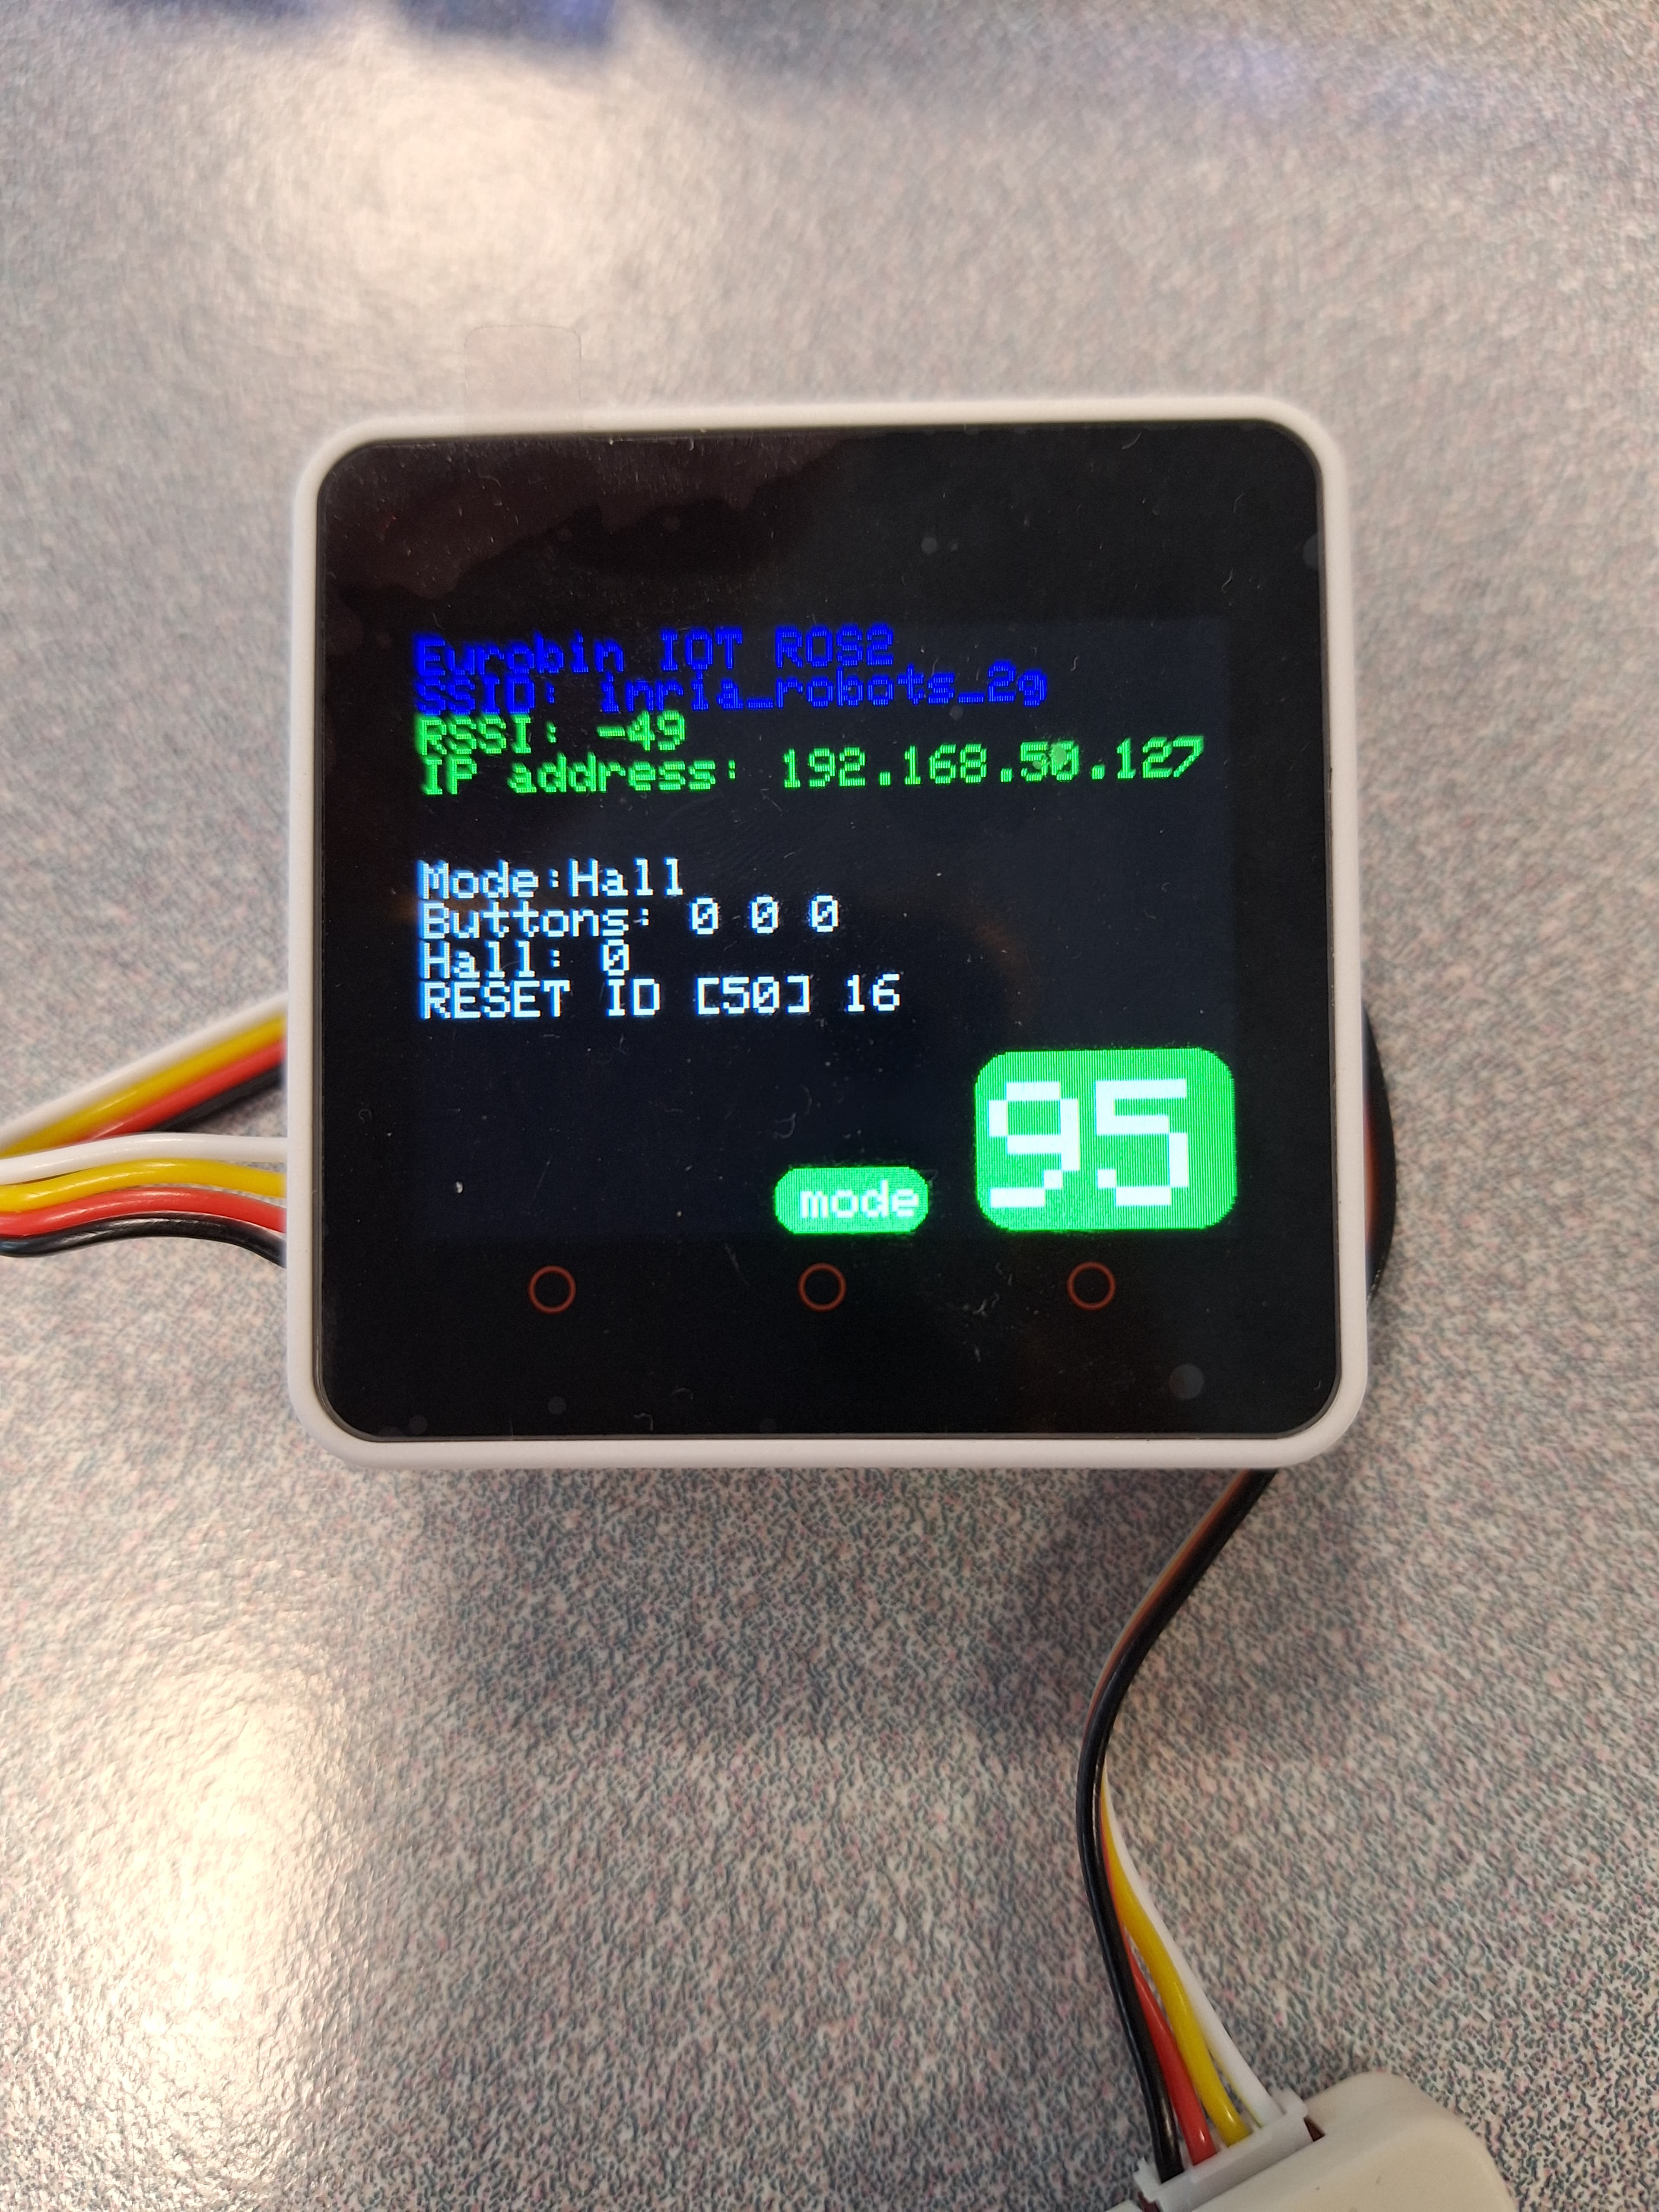 Eurobin IOT ROS2
SSID: inria_robots_2g
RSSI: -49
IP address: 192.168.50.127
Mode:Hall
Buttons: 0 0 0
Hall: 0
RESET ID [50] 16
95
mode